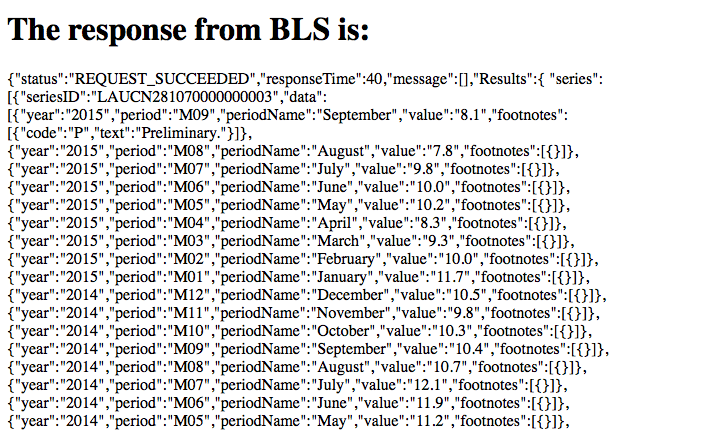 The response from BLS is:
{"status":"REQUEST_SUCCEEDED","responseTime":40,"message":[],"Results":{ "series":
[{"seriesID":"LAUCN281070000000003","data":
[{"year":"2015","period":"M09","periodName":"September","value":"8.1","footnotes":
[{"code":"P","text":"Preliminary."}]},
{"year":"2015","period":"M08","periodName":"August","value":"7.8","footnotes":[{}]},
{"year":"2015","period":"M07","periodName":"July","value":"9.8","footnotes":[{}]},
{"year":"2015","period":"M06","periodName":"June","value":"10.0","footnotes":[{}]},
{"year":"2015","period":"M05","periodName":"May","value":"10.2","footnotes":[{}]},
{"year":"2015","period":"M04","periodName":"April","value":"8.3","footnotes":[{}]},
{"year":"2015","period":"M03","periodName":"March","value":"9.3","footnotes":[{}]},
{"year":"2015","period":"M02","periodName":"February","value":"10.0","footnotes":[{}]},
{"year":"2015","period":"M01","periodName":"January","value":"11.7","footnotes":[{}]},
{"year":"2014","period":"M12","periodName":"December","value":"10.5","footnotes":[{}]},
{"year":"2014","period":"M11","periodName":"November","value":"9.8","footnotes":[{}]},
{"year":"2014","period":"M10","periodName":"October","value":"10.3","footnotes":[{}]},
{"year":"2014","period":"M09","periodName":"September","value":"10.4","footnotes":[{}]},
{"year":"2014","period":"M08","periodName":"August","value":"10.7","footnotes":[{}]},
{"year":"2014","period":"M07","periodName":"July","value":"12.1","footnotes":[{}]},
{"year":"2014","period":"M06","periodName":"June","value":"11.9","footnotes":[{}]},
{"year":"2014","period":"M05","periodName":"May","value":"11.2","footnotes":[{}]},